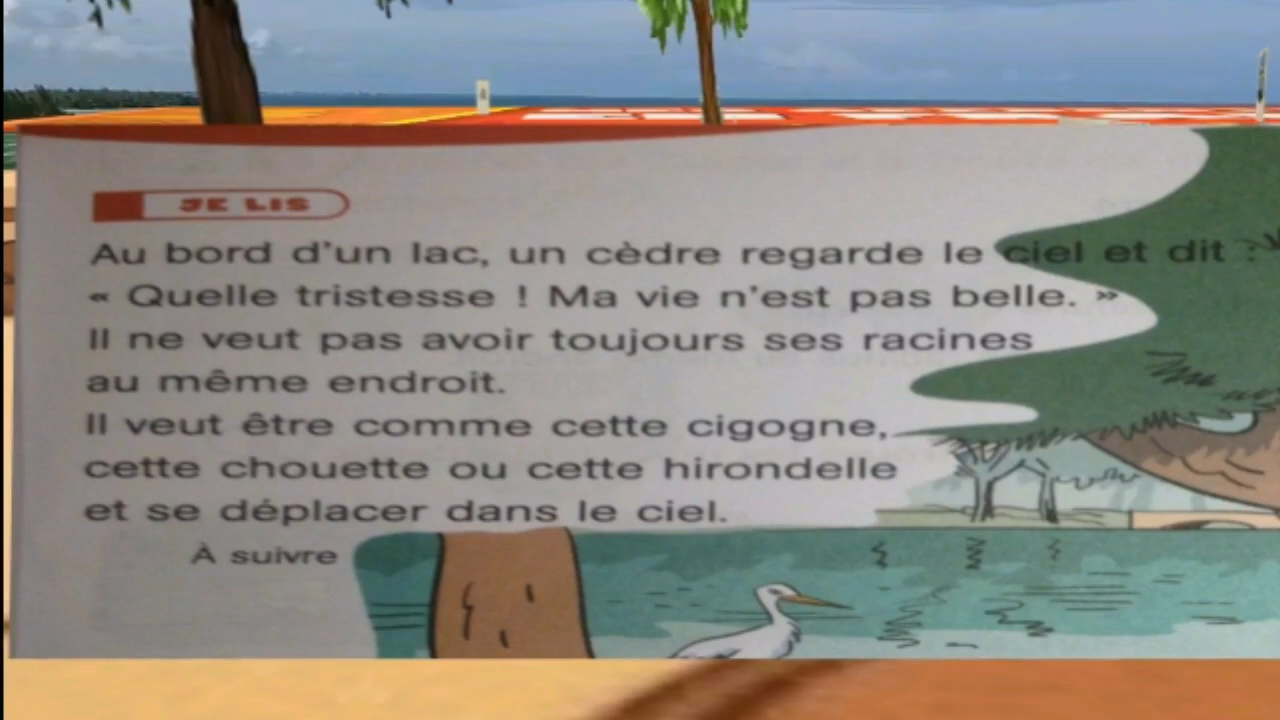 JE LIS
Au bord d'un lac, un cèdre regarde le ciel et dit :
« Quelle tristesse ! Ma vie n'est pas belle. »
Il ne veut pas avoir toujours ses racines
au même endroit.
Il veut être comme cette cigogne,
cette chouette ou cette hirondelle
et se déplacer dans le ciel.
À suivre